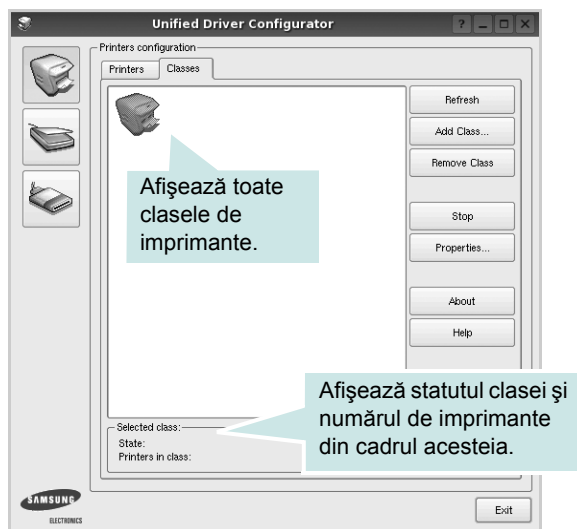 Unified Driver Configurator
Printers configuration
Printers
Classes
Refresh
Add Class...
Remove Class
Stop
Properties...
About
Help
Afişează toate
clasele de
imprimante.
Afişează statutul clasei şi
numărul de imprimante
din cadrul acesteia.
Selected class:
State:
Printers in class:
SAMSUNG
ELECTRONICS
Exit